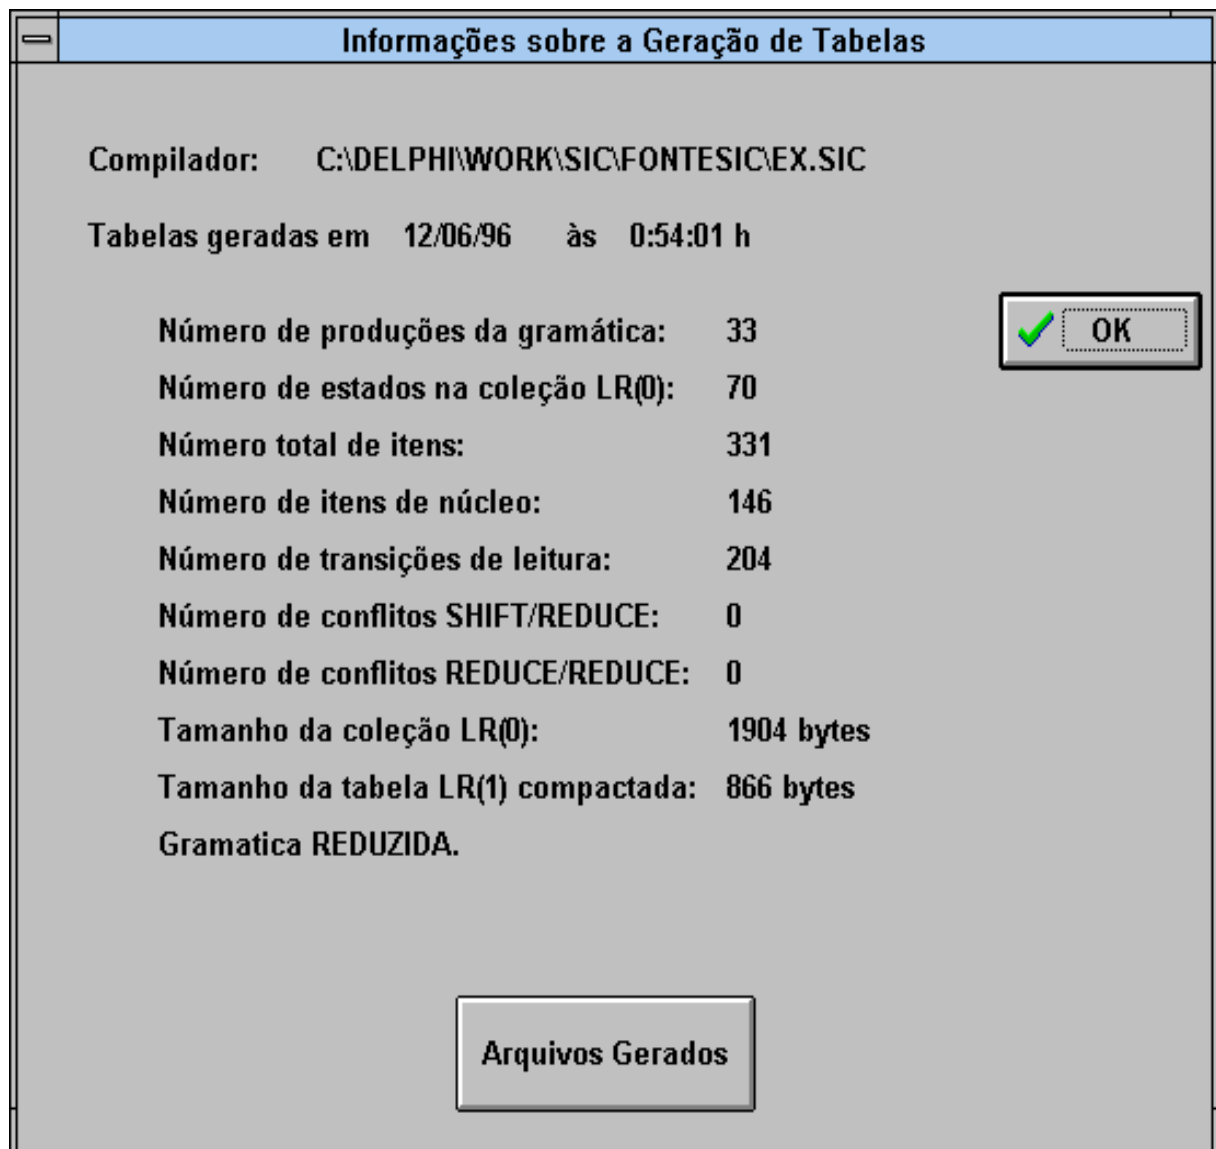 Informações sobre a Geração de Tabelas
Compilador: C:\DELPHI\WORK\SIC\FONTESIC\EX.SIC
Tabelas geradas em 12/06/96 às 0:54:01 h
Número de produções da gramática: 33
OK
Número de estados na coleção LR(0): 70
Número total de itens: 331
Número de itens de núcleo: 146
Número de transições de leitura: 204
Número de conflitos SHIFT/REDUCE: 0
Número de conflitos REDUCE/REDUCE: 0
Tamanho da coleção LR(0): 1904 bytes
Tamanho da tabela LR(1) compactada: 866 bytes
Gramatica REDUZIDA.
Arquivos Gerados